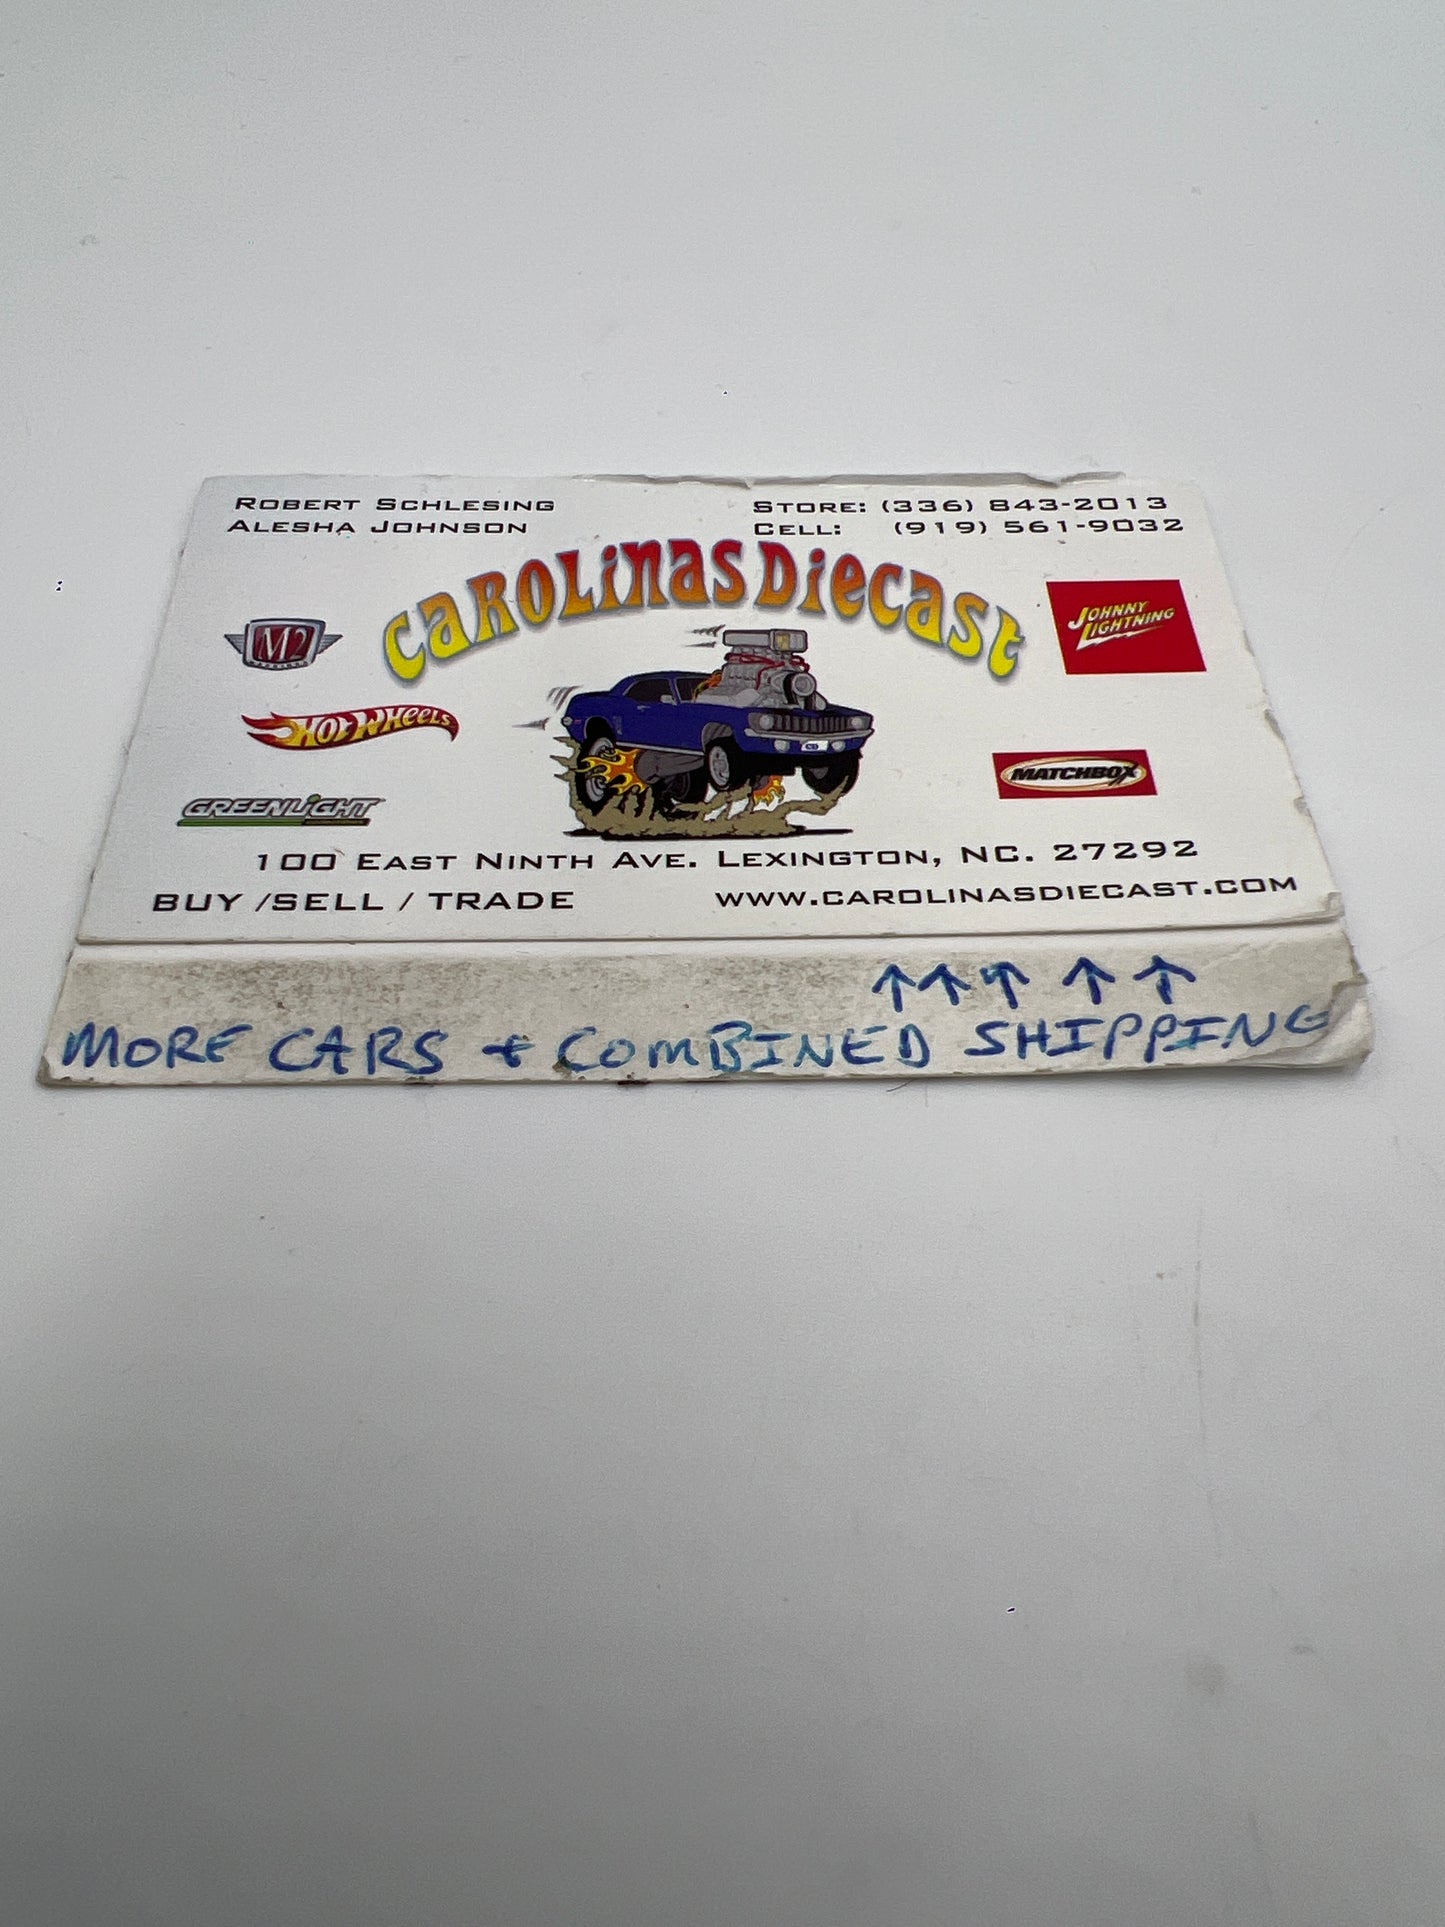 ROBERT SCHLESING
ALESHA JOHNSON
STORE: (336) 843-2013
CELL: (919) 561-9032
CAROLINAS DIECAST
M2
JOHNNY LIGHTNING
HOT WHEELS
MATCHBOX
GREENLIGHT
100 EAST NINTH AVE. LEXINGTON, NC. 27292
BUY /SELL / TRADE
WWW.CAROLINASDIECAST.COM
↑ ↑ ↑ ↑ ↑
MORE CARS + COMBINED SHIPPING